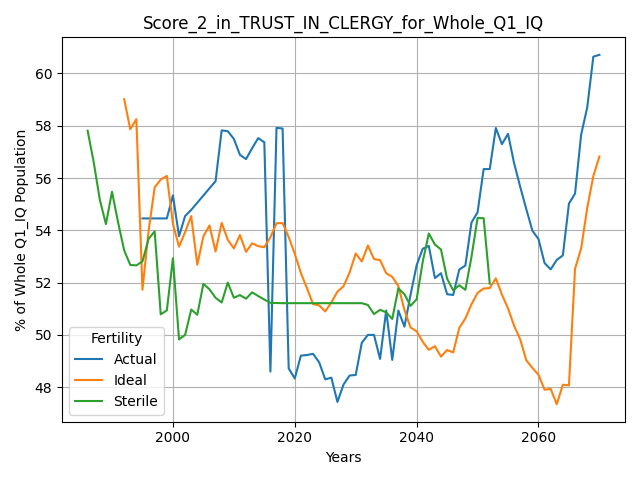 Score_2_in_TRUST_IN_CLERGY_for_Whole_Q1_IQ
% of Whole Q1_IQ Population
60
58
56
54
52
50
48
Fertility
Actual
Ideal
Sterile
2000
2020
2040
2060
Years